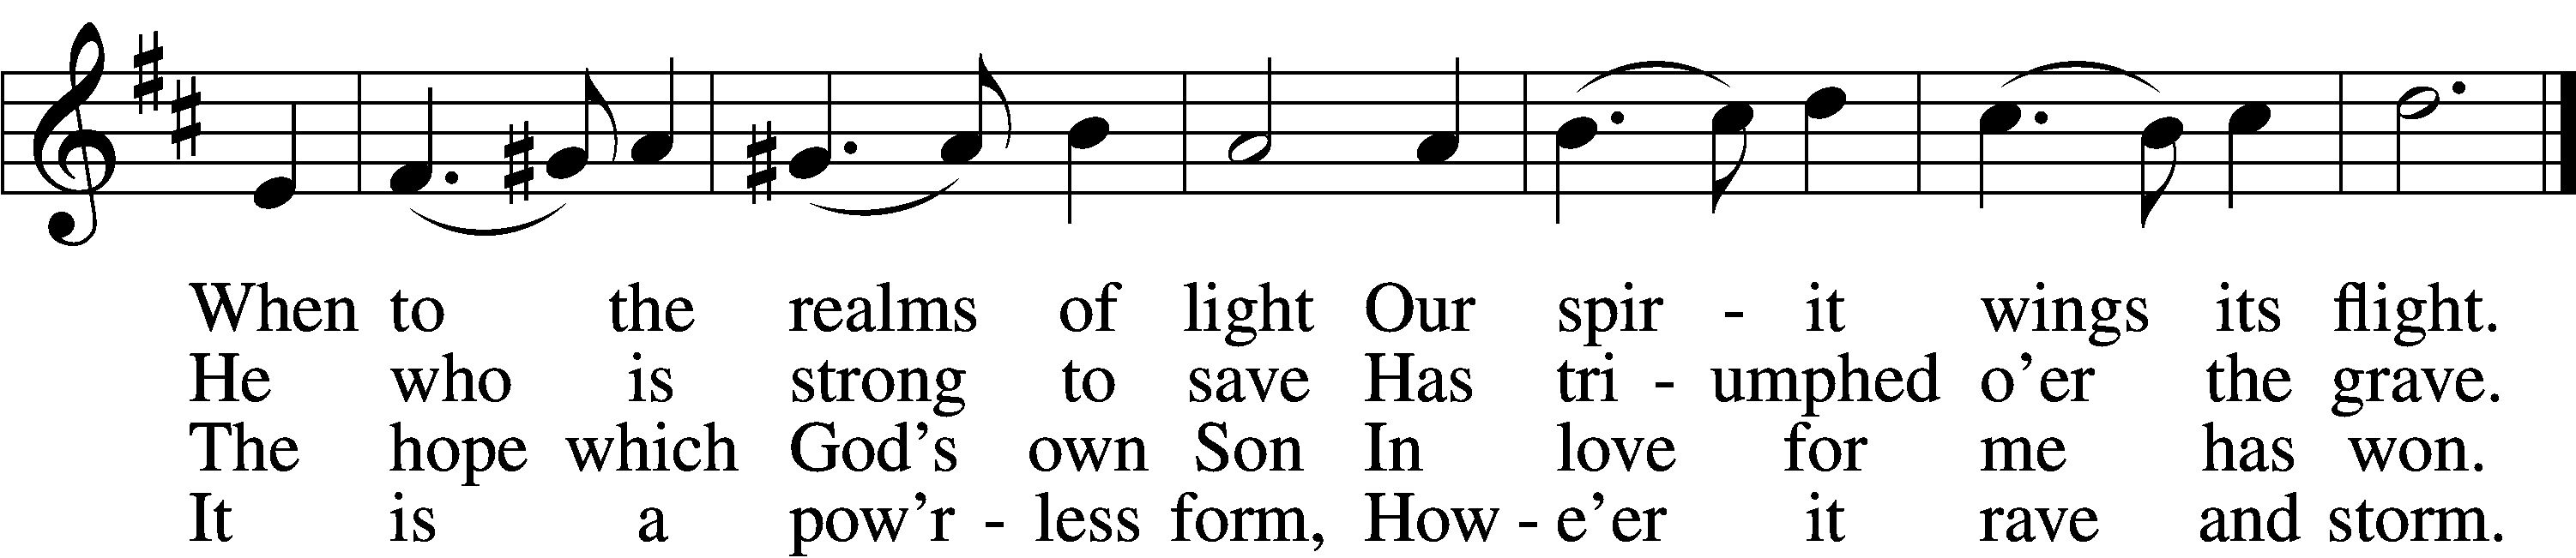 When to the realms of light Our spir - it wings its flight.
He who is strong to save Has tri - umphed o’er the grave.
The hope which God’s own Son In love for me has won.
It is a pow’r - less form, How - e’er it rave and storm.